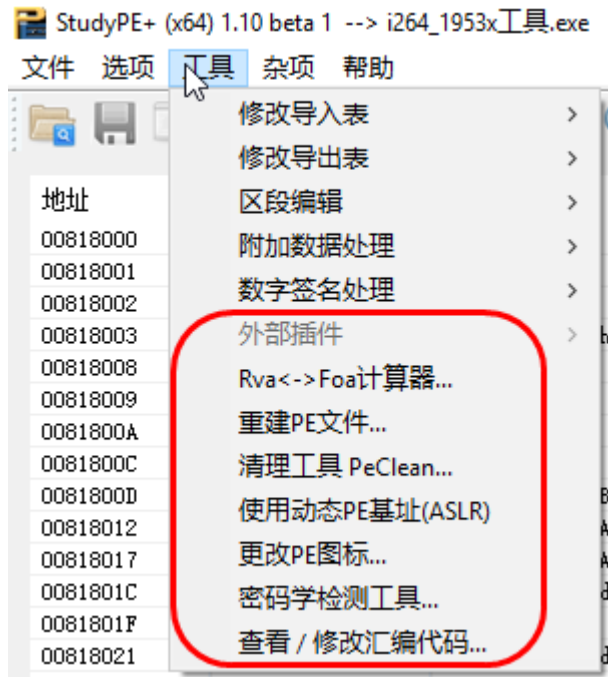 StudyPE+ (x64) 1.10 beta 1 --> i264_1953x工具.exe
文件 选项 工具 杂项 帮助
修改导入表 >
修改导出表 >
地址
区段编辑 >
00818000
附加数据处理 >
00818001
数字签名处理 >
00818002
00818003
外部插件 >
00818008
Rva<->Foa计算器...
00818009
重建PE文件...
0081800A
0081800C
清理工具 PeClean...
0081800D
使用动态PE基址(ASLR)
00818012
00818017
更改PE图标...
0081801C
密码学检测工具...
0081801F
查看 / 修改汇编代码...
00818021